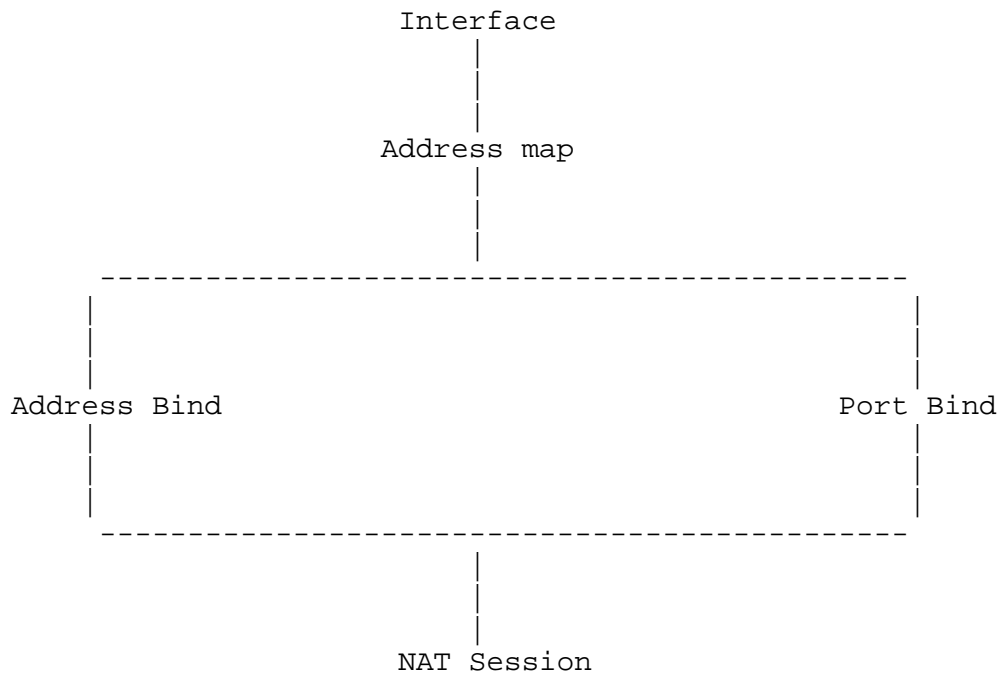 Interface
Address map
Address Bind Port Bind
NAT Session